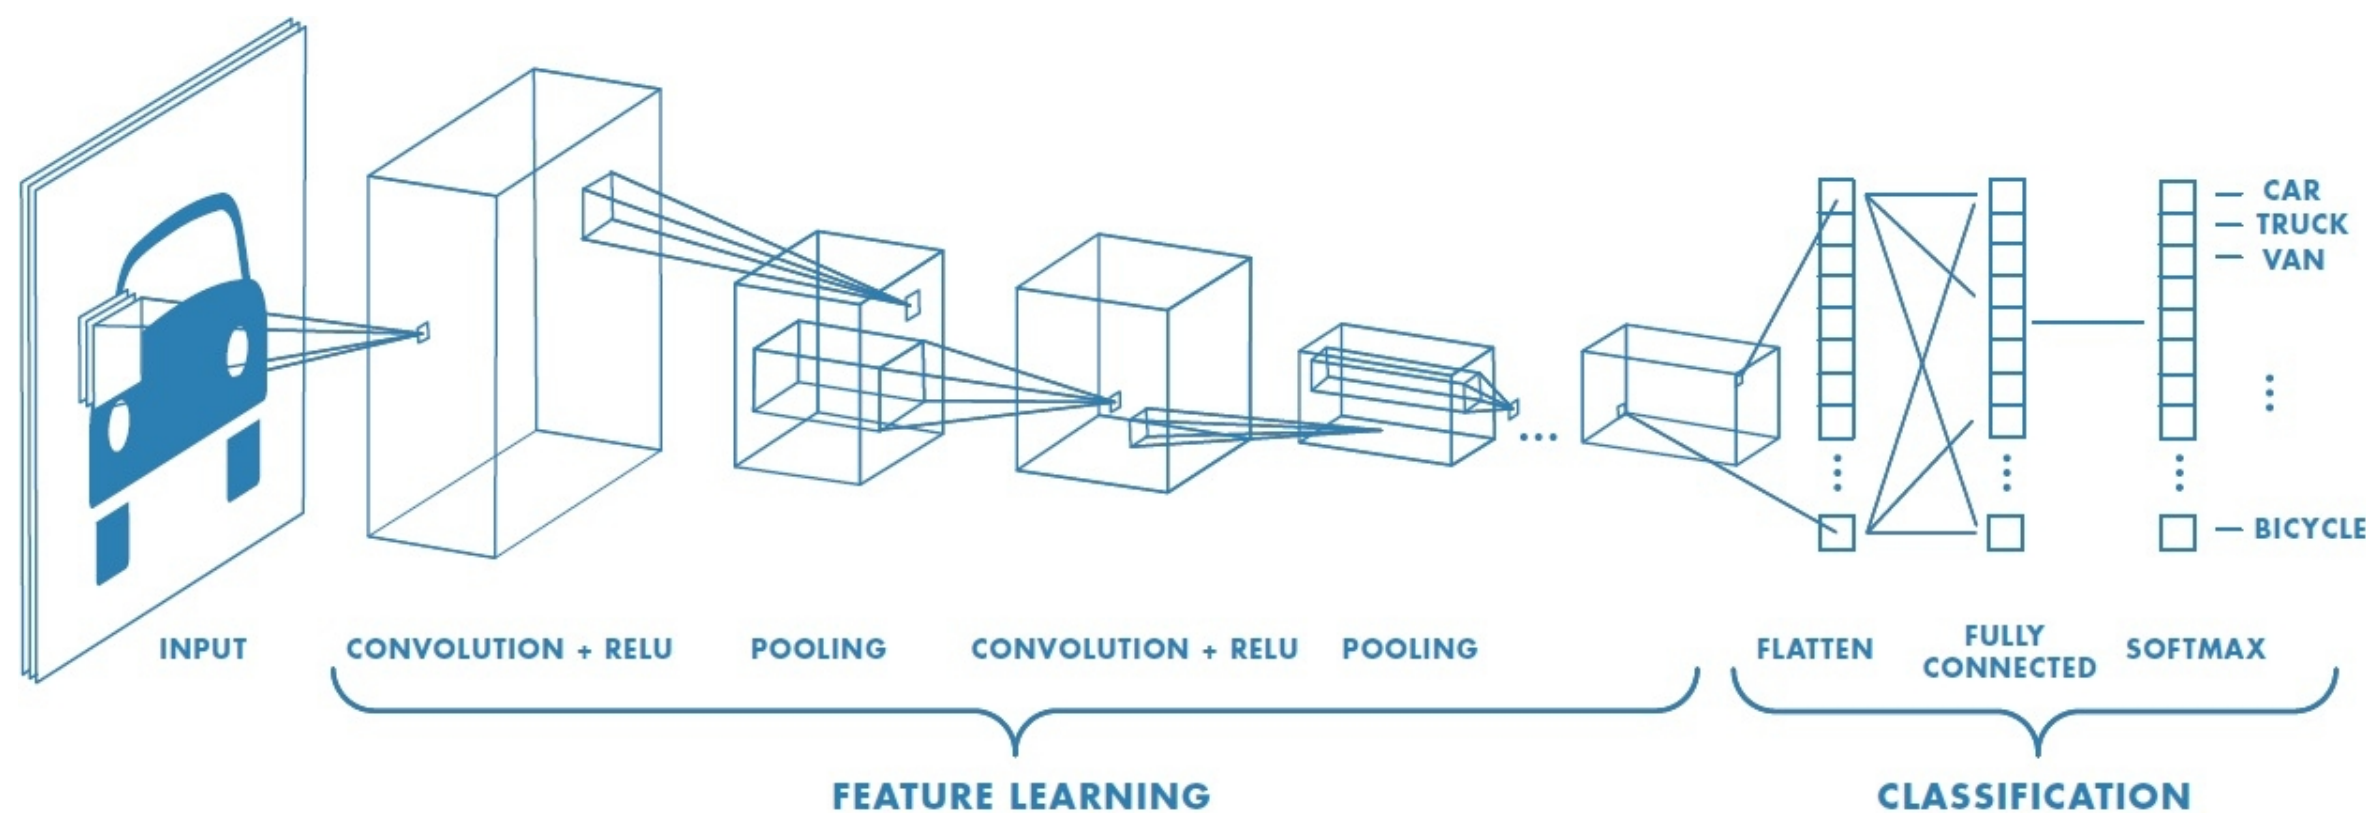 CAR
TRUCK
VAN
BICYCLE
INPUT
CONVOLUTION + RELU
POOLING
CONVOLUTION + RELU
POOLING
FLATTEN
FULLY
CONNECTED
SOFTMAX
FEATURE LEARNING
CLASSIFICATION